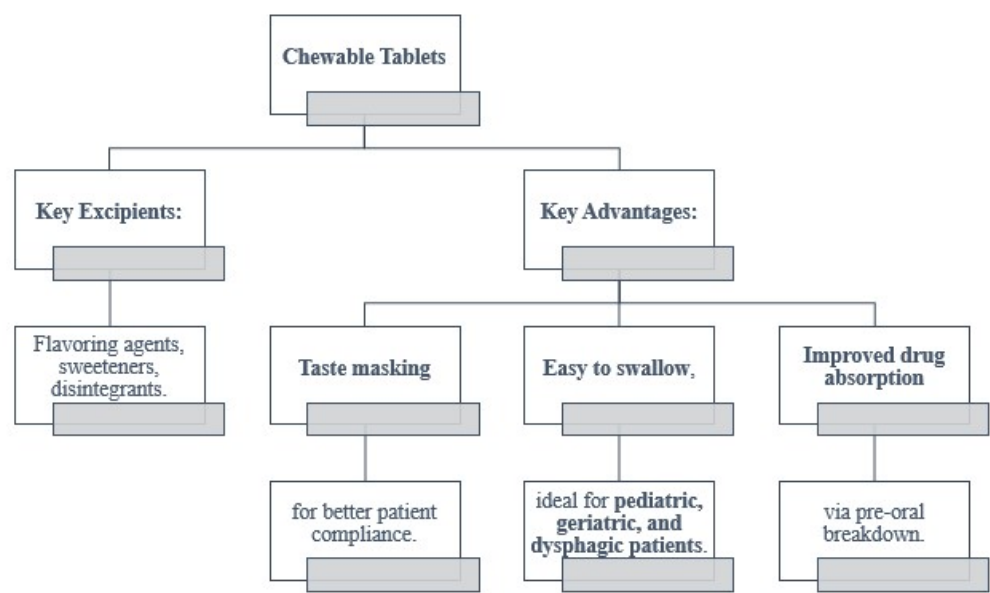 Chewable Tablets
Key Excipients:
Key Advantages:
Flavoring agents,
sweeteners,
disintegrants.
Taste masking
Easy to swallow,
Improved drug
absorption
for better patient
compliance.
ideal for pediatric,
geriatric, and
dysphagic patients.
via pre-oral
breakdown.